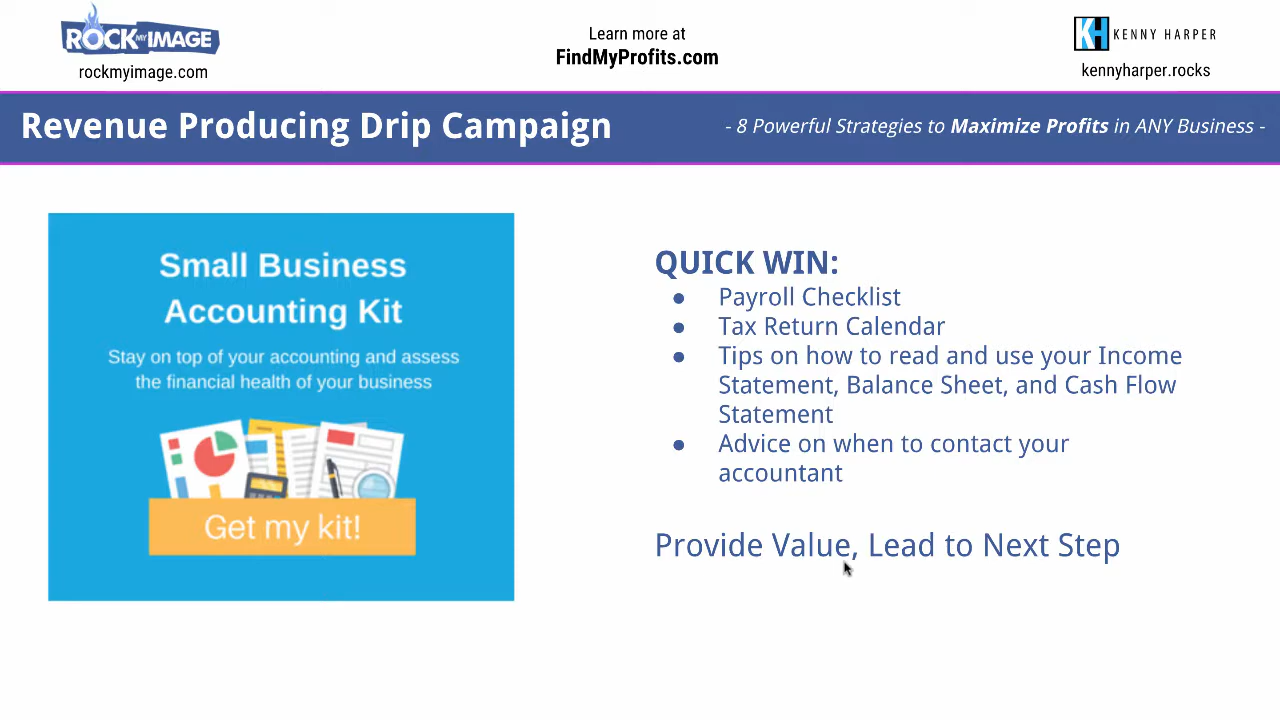 ROCK MY IMAGE
rockmyimage.com
Learn more at
FindMyProfits.com
KH KENNY HARPER
kennyharper.rocks
Revenue Producing Drip Campaign
- 8 Powerful Strategies to Maximize Profits in ANY Business -
Small Business
Accounting Kit
Stay on top of your accounting and assess
the financial health of your business
Get my kit!
QUICK WIN:
● Payroll Checklist
● Tax Return Calendar
● Tips on how to read and use your Income
Statement, Balance Sheet, and Cash Flow
Statement
● Advice on when to contact your
accountant
Provide Value, Lead to Next Step